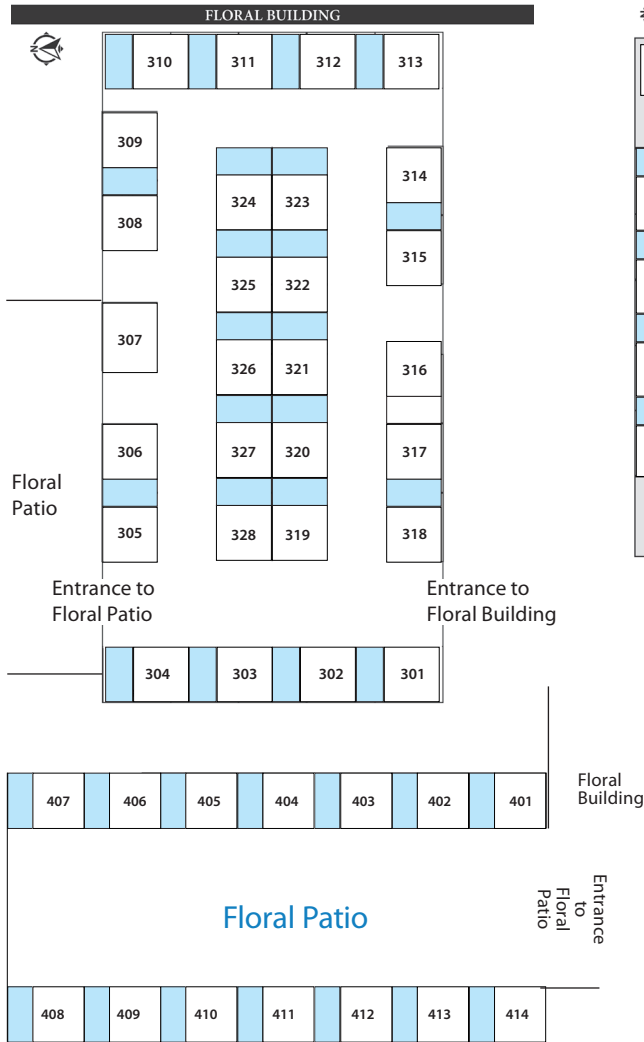 FLORAL BUILDING
N
310 311 312 313
309
314
324 323
308
315
325 322
307
326 321
316
306
327 320
317
Floral
Patio
305
328 319
318
Entrance to
Floral Patio
Entrance to
Floral Building
304 303 302 301
Floral
Building
407 406 405 404 403 402 401
Entrance
to
Floral
Patio
Floral Patio
408 409 410 411 412 413 414